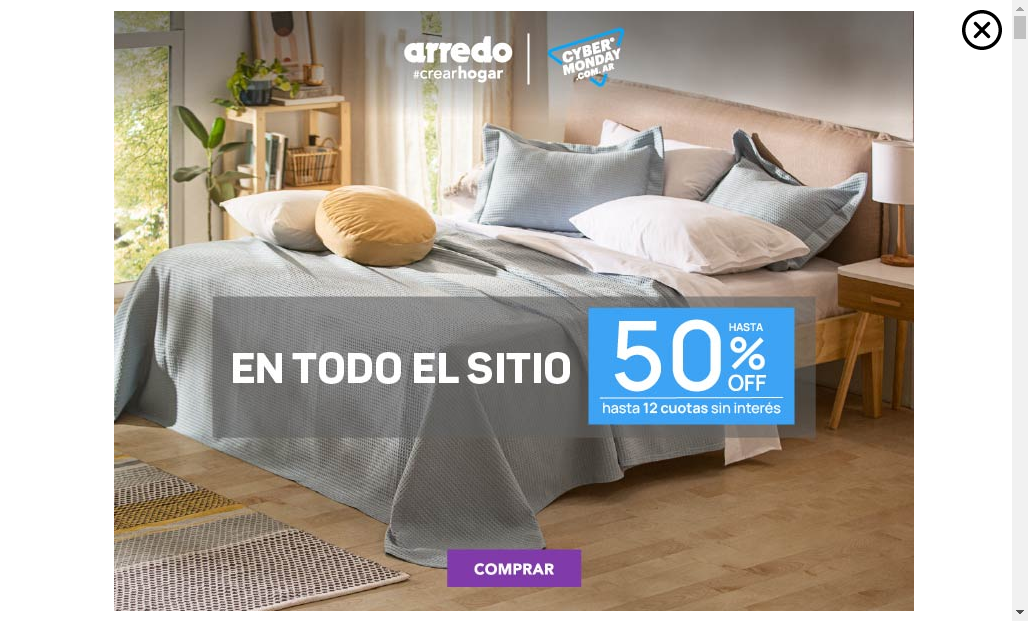 arredo
#crearhogar
CYBER
MONDAY
.COM.AR
EN TODO EL SITIO
50%
HASTA
OFF
hasta 12 cuotas sin interés
COMPRAR